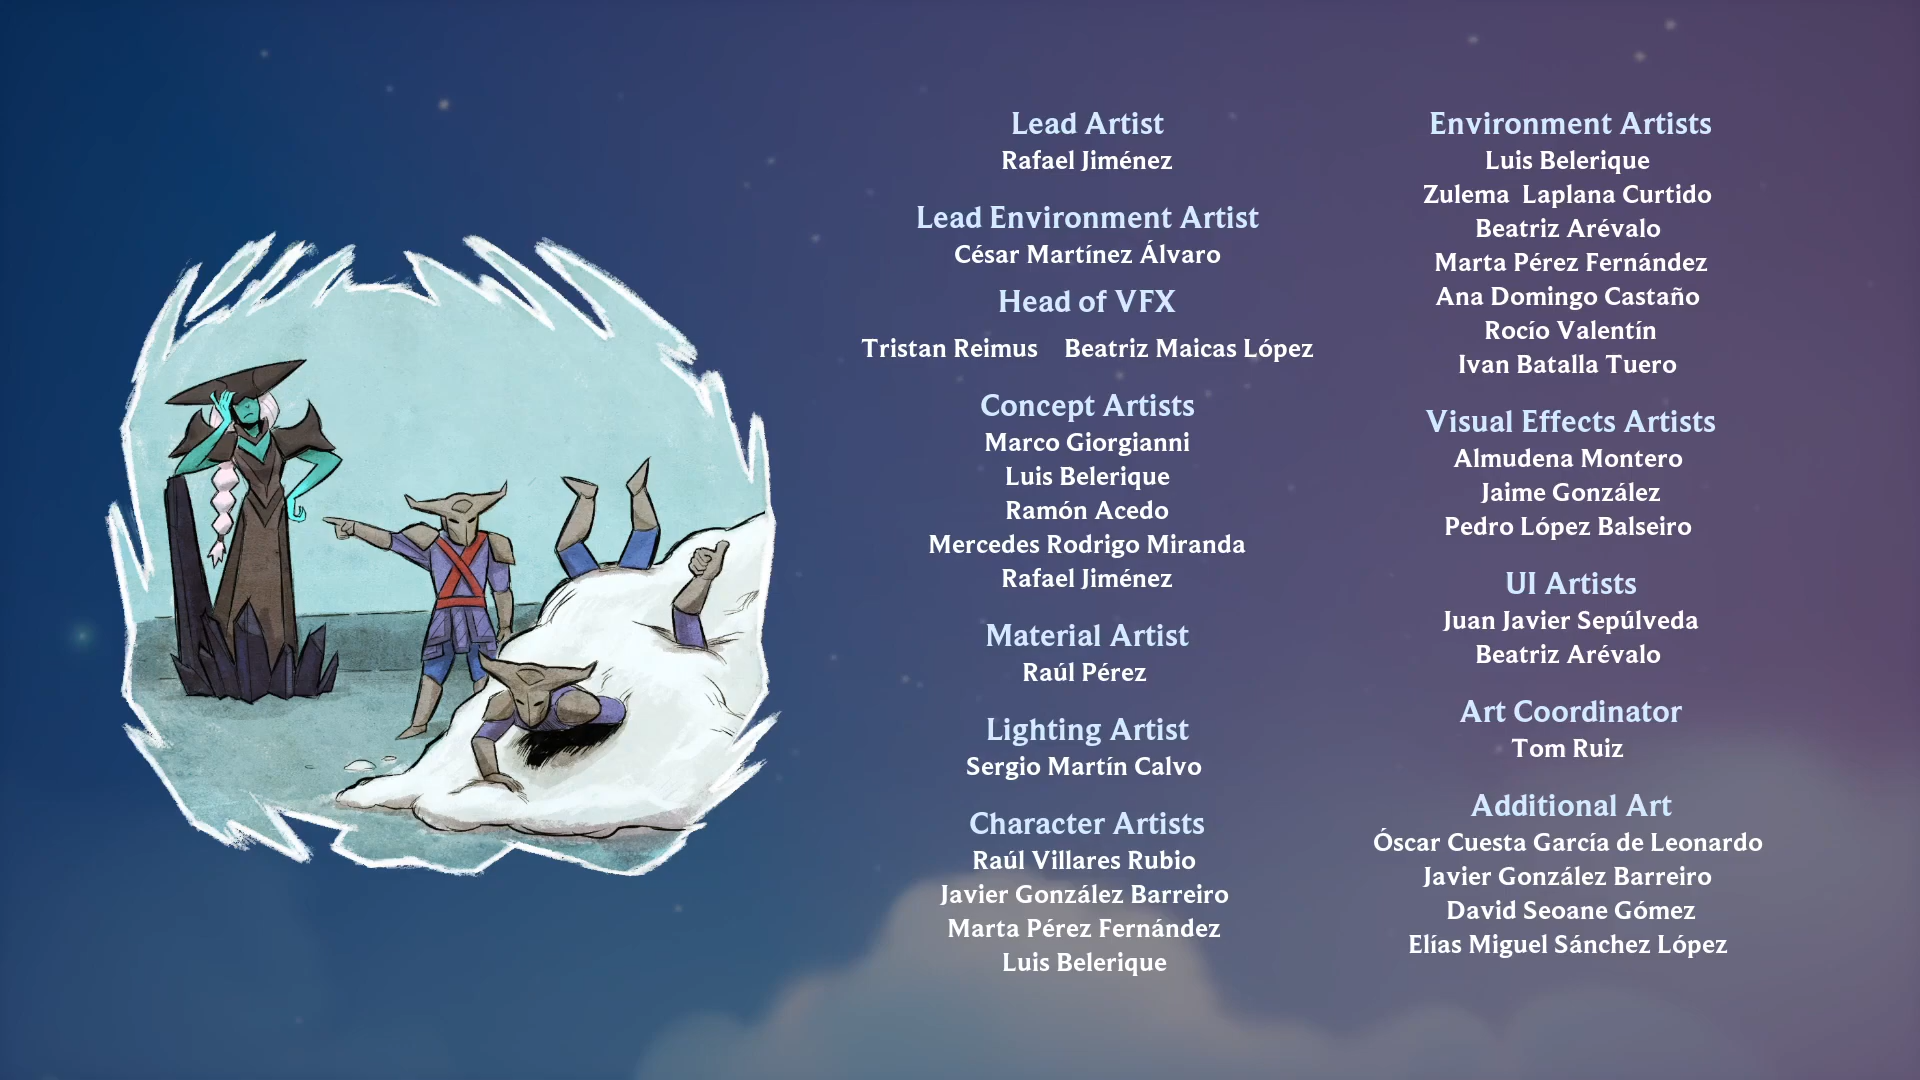 Lead Artist
Rafael Jiménez
Lead Environment Artist
César Martínez Álvaro
Head of VFX
Tristan Reimus Beatriz Maicas López
Concept Artists
Marco Giorgianni
Luis Belerique
Ramón Acedo
Mercedes Rodrigo Miranda
Rafael Jiménez
Material Artist
Raúl Pérez
Lighting Artist
Sergio Martín Calvo
Character Artists
Raúl Villares Rubio
Javier González Barreiro
Marta Pérez Fernández
Luis Belerique
Environment Artists
Luis Belerique
Zulema Laplana Curtido
Beatriz Arévalo
Marta Pérez Fernández
Ana Domingo Castaño
Rocío Valentín
Ivan Batalla Tuero
Visual Effects Artists
Almudena Montero
Jaime González
Pedro López Balseiro
UI Artists
Juan Javier Sepúlveda
Beatriz Arévalo
Art Coordinator
Tom Ruiz
Additional Art
Óscar Cuesta García de Leonardo
Javier González Barreiro
David Seoane Gómez
Elías Miguel Sánchez López